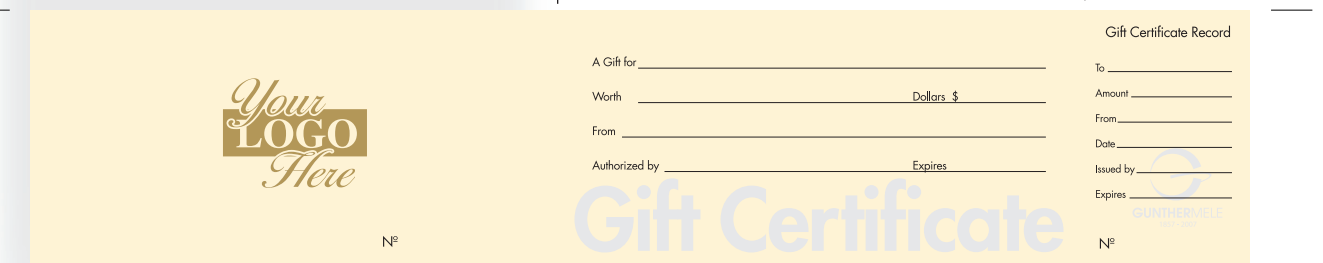 Your
LOGO
Here
Nº
A Gift for
Worth Dollars $
From
Authorized by Expires
Gift Certificate
Gift Certificate Record
To
Amount
From
Date
Issued by
Expires
GUNTHERMELE
Nº